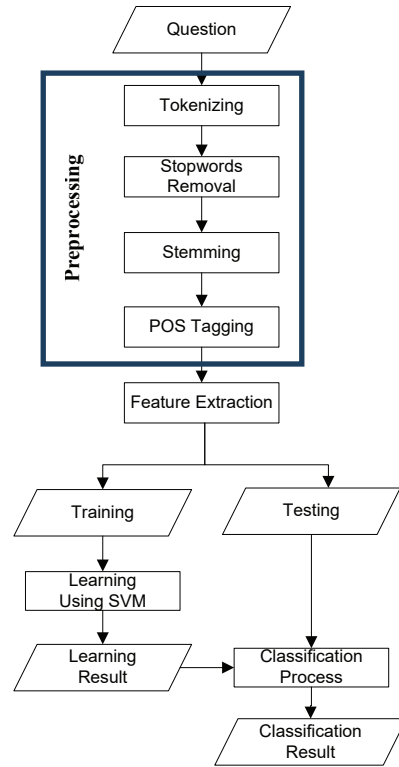 Question
Preprocessing
Tokenizing
Stopwords
Removal
Stemming
POS Tagging
Feature Extraction
Training
Testing
Learning
Using SVM
Learning
Result
Classification
Process
Classification
Result